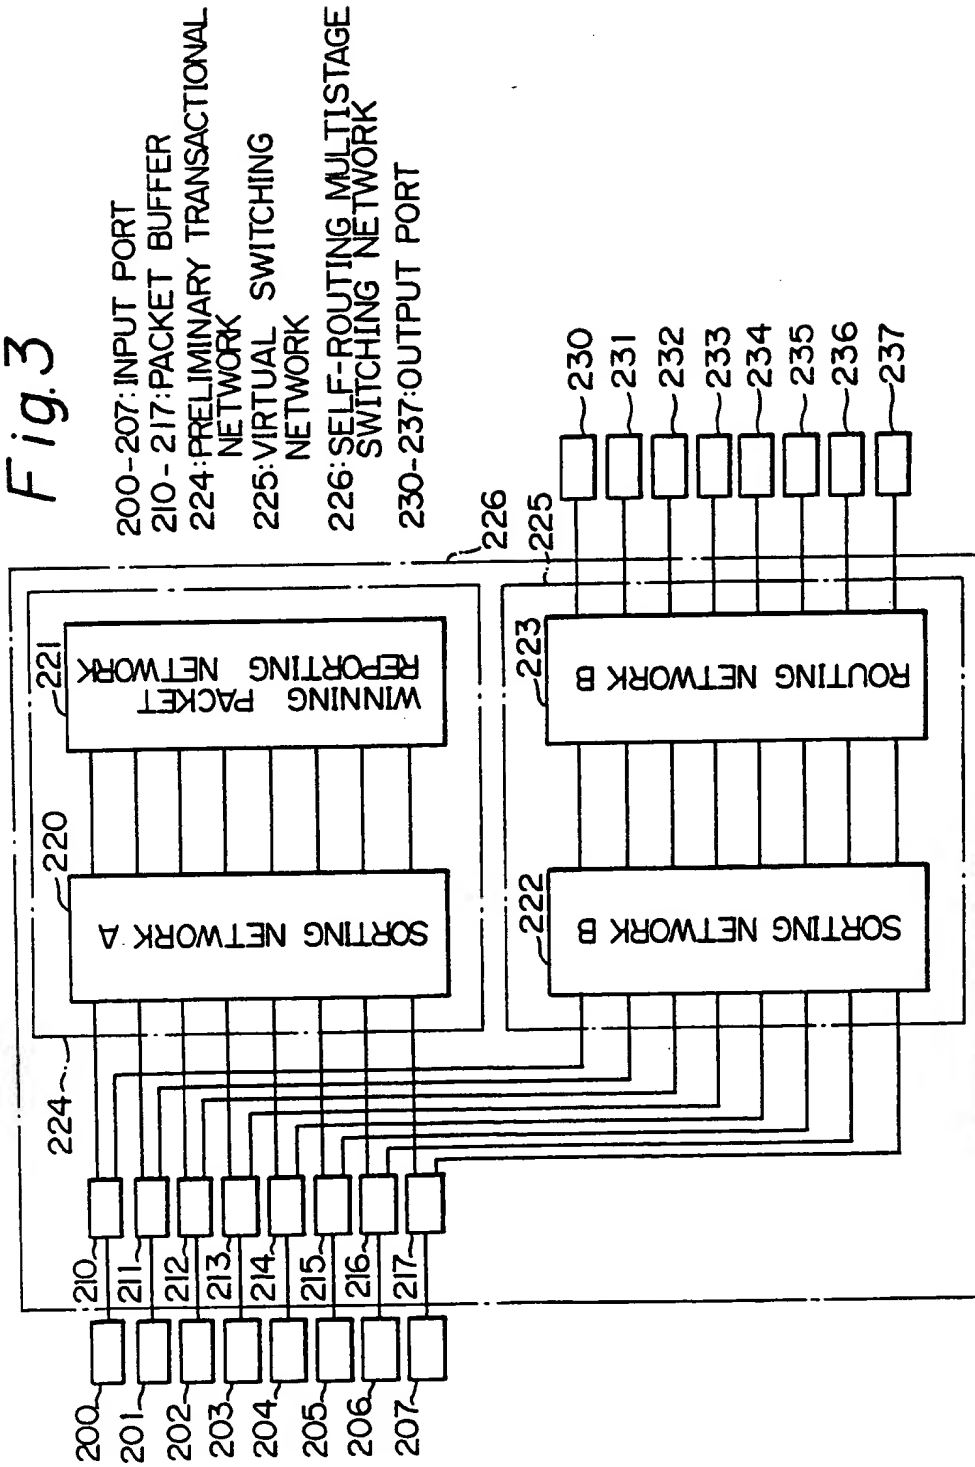 Fig.3
200-207:INPUT PORT
210-217:PACKET BUFFER
224:PRELIMINARY TRANSACTIONAL
NETWORK
225:VIRTUAL SWITCHING
NETWORK
226:SELF-ROUTING MULTISTAGE
SWITCHING NETWORK
230-237:OUTPUT PORT
226
225
224
220
SORTING NETWORK A
221
WINNING PACKET
REPORTING NETWORK
222
SORTING NETWORK B
223
ROUTING NETWORK B
200
201
202
203
204
205
206
207
210
211
212
213
214
215
216
217
230
231
232
233
234
235
236
237